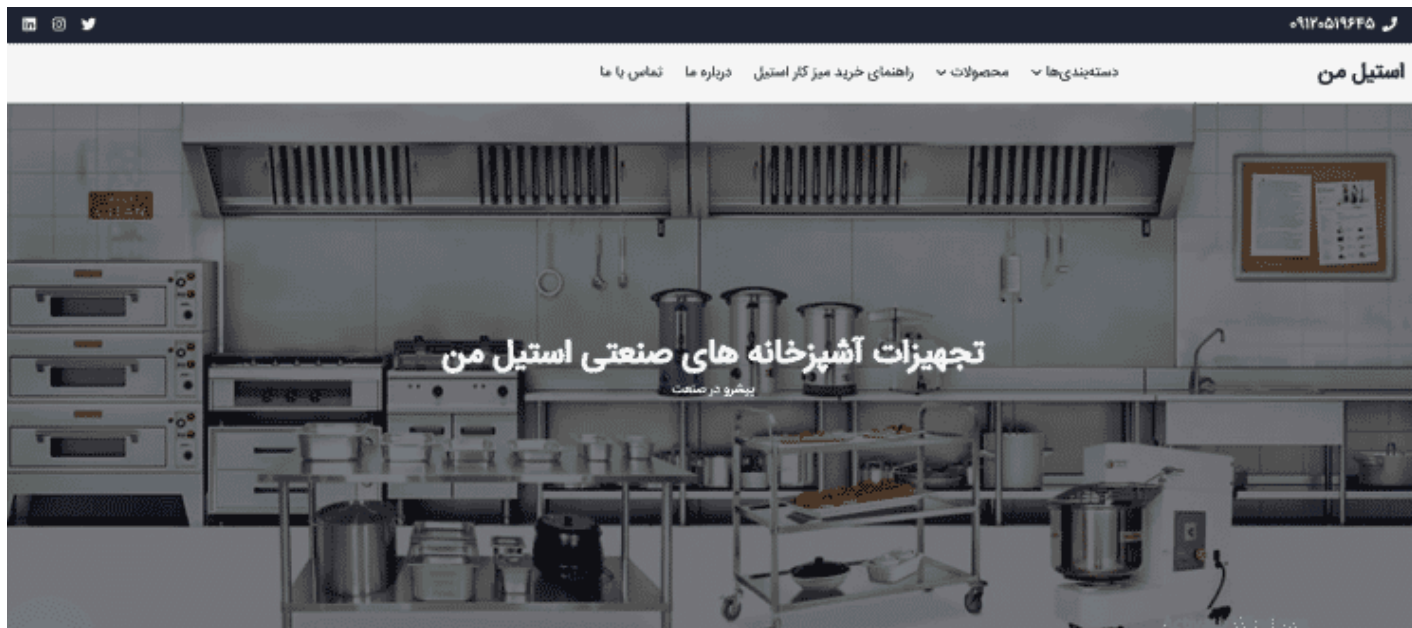 ۰۹۱۲۰۵۱۹۶۴۵
استیل من
دسته‌بندی‌ها محصولات راهنمای خرید میز کار استیل درباره ما تماس با ما
تجهیزات آشپزخانه های صنعتی استیل من
پیشرو در صنعت